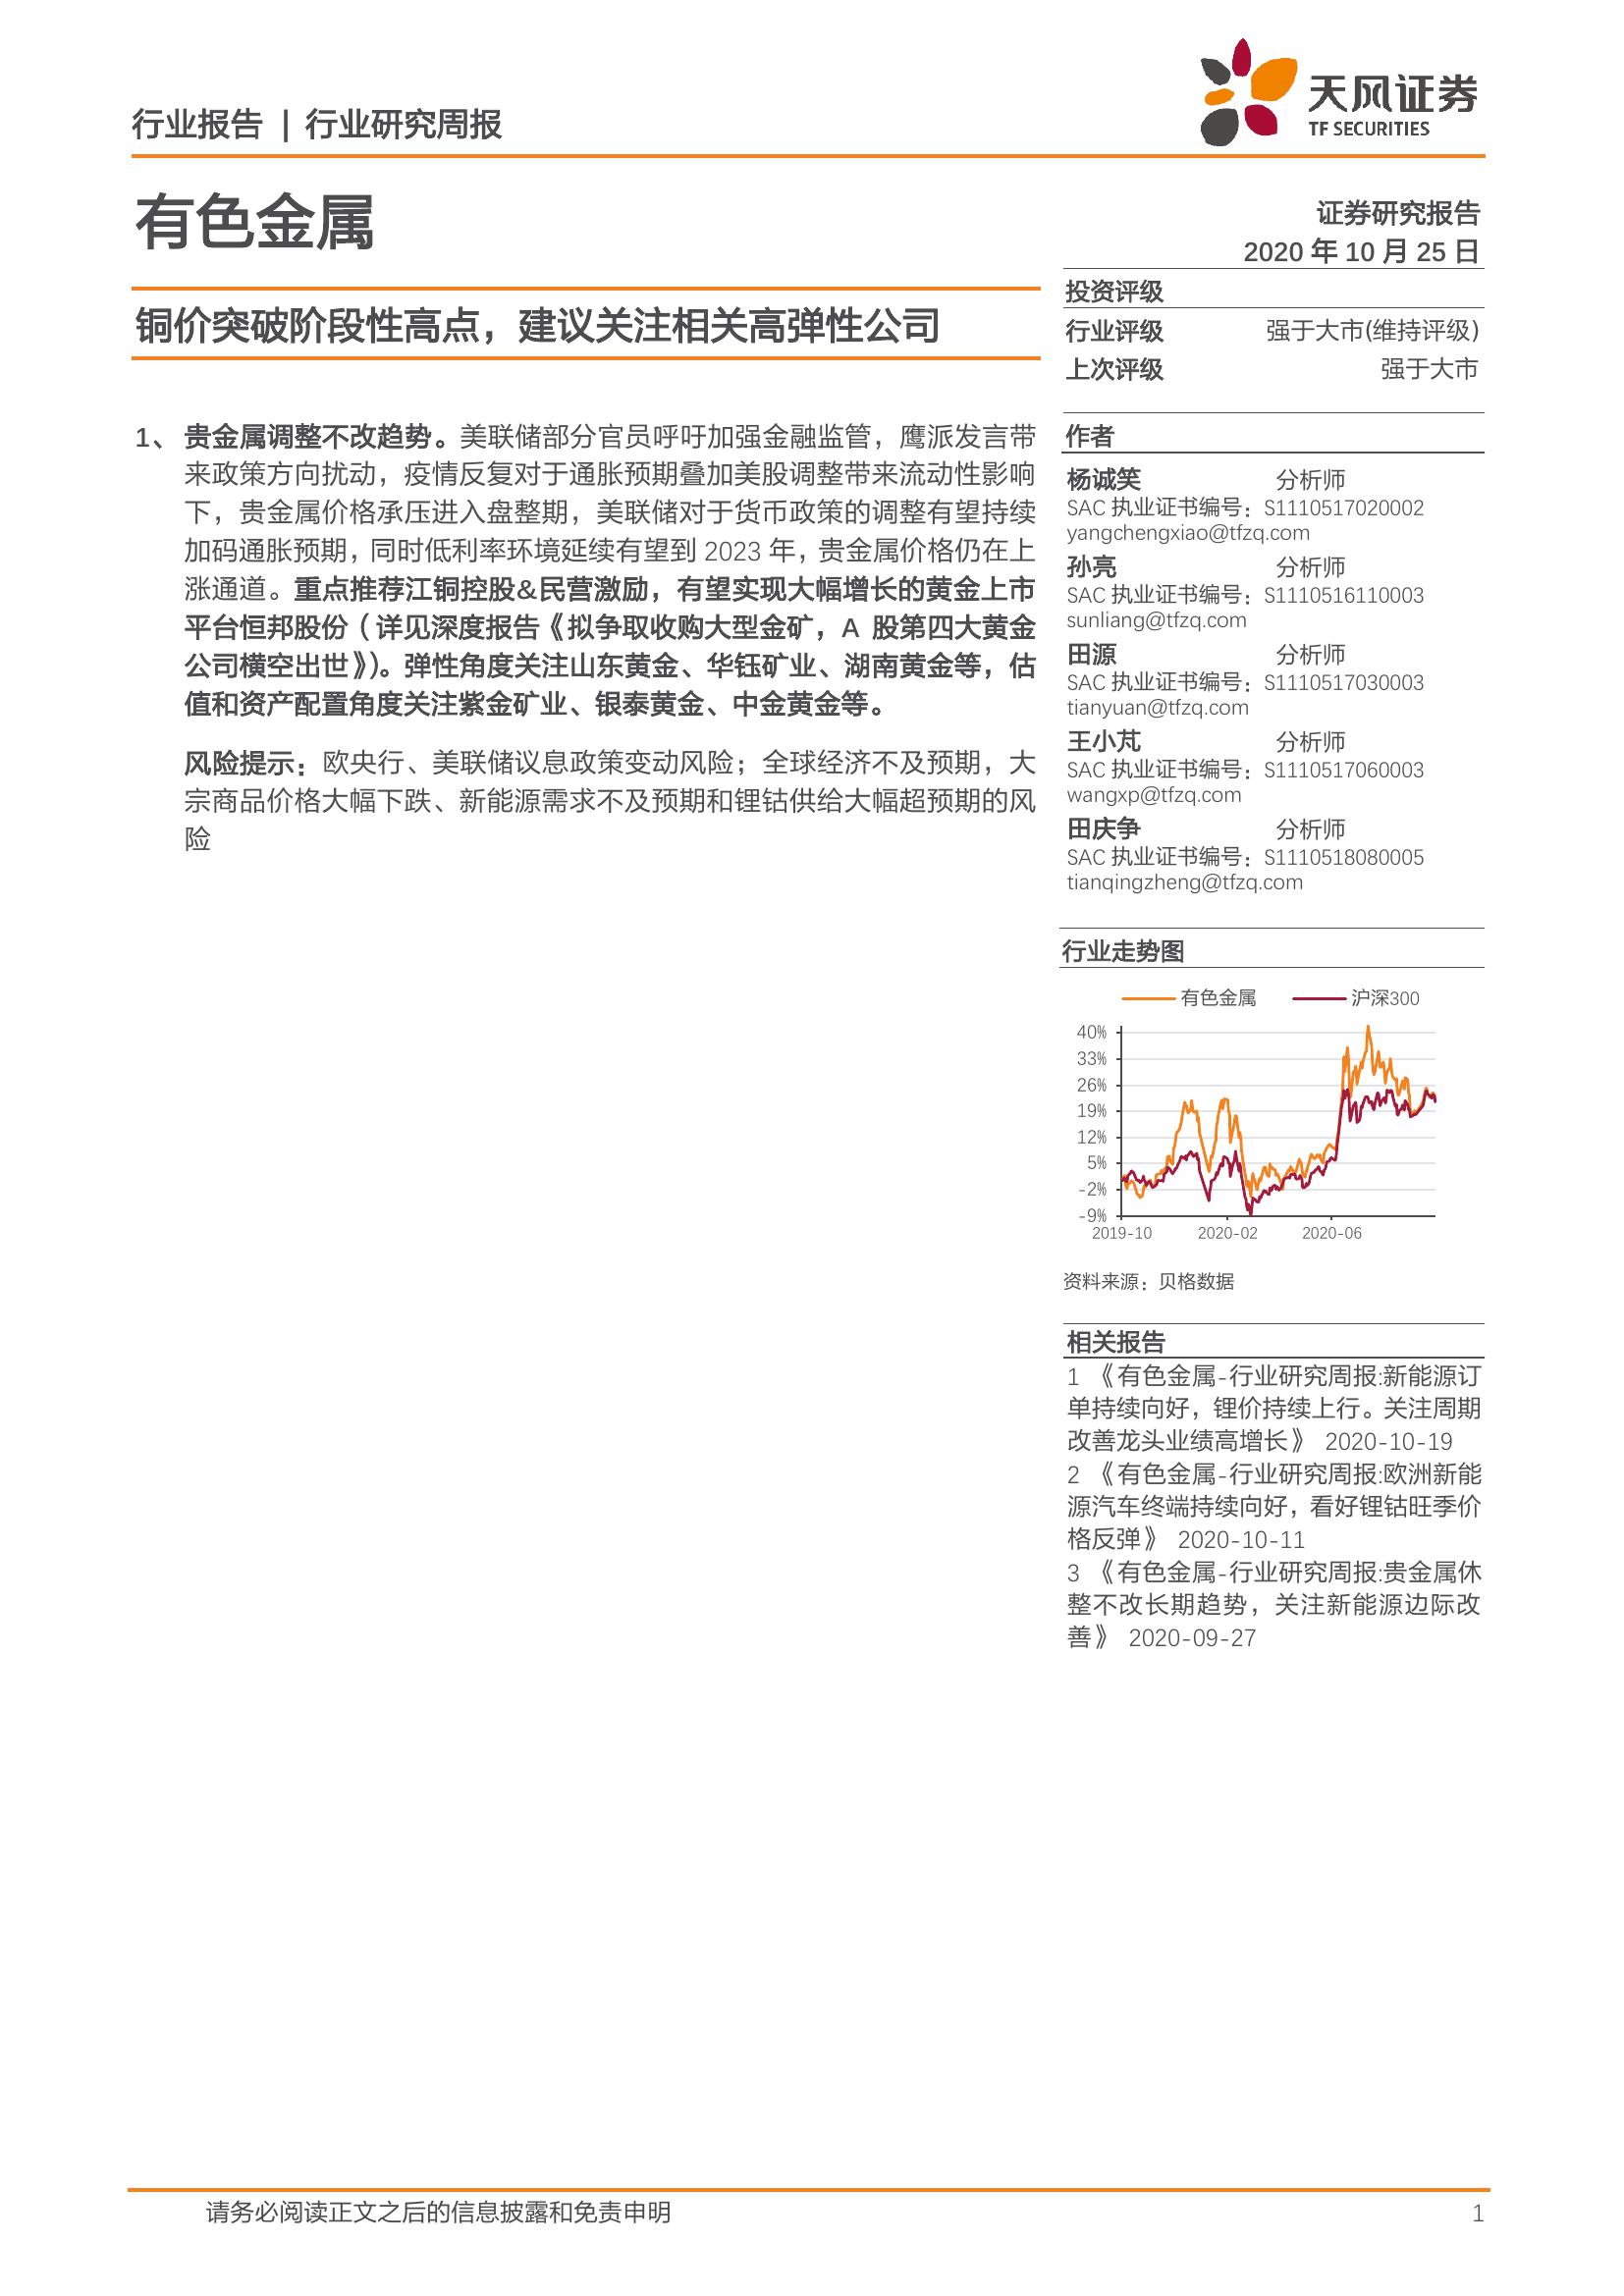 行业报告 | 行业研究周报
天风证券
TF SECURITIES
有色金属
铜价突破阶段性高点，建议关注相关高弹性公司
1、 贵金属调整不改趋势。美联储部分官员呼吁加强金融监管，鹰派发言带
来政策方向扰动，疫情反复对于通胀预期叠加美股调整带来流动性影响
下，贵金属价格承压进入盘整期，美联储对于货币政策的调整有望持续
加码通胀预期，同时低利率环境延续有望到 2023 年，贵金属价格仍在上
涨通道。重点推荐江铜控股&民营激励，有望实现大幅增长的黄金上市
平台恒邦股份（详见深度报告《拟争取收购大型金矿，A 股第四大黄金
公司横空出世》）。弹性角度关注山东黄金、华钰矿业、湖南黄金等，估
值和资产配置角度关注紫金矿业、银泰黄金、中金黄金等。
风险提示：欧央行、美联储议息政策变动风险；全球经济不及预期，大
宗商品价格大幅下跌、新能源需求不及预期和锂钴供给大幅超预期的风
险
证券研究报告
2020 年 10 月 25 日
投资评级
行业评级 强于大市(维持评级)
上次评级 强于大市
作者
杨诚笑 分析师
SAC 执业证书编号：S1110517020002
yangchengxiao@tfzq.com
孙亮 分析师
SAC 执业证书编号：S1110516110003
sunliang@tfzq.com
田源 分析师
SAC 执业证书编号：S1110517030003
tianyuan@tfzq.com
王小芃 分析师
SAC 执业证书编号：S1110517060003
wangxp@tfzq.com
田庆争 分析师
SAC 执业证书编号：S1110518080005
tianqingzheng@tfzq.com
行业走势图
有色金属 沪深300
40%
33%
26%
19%
12%
5%
-2%
-9%
2019-10 2020-02 2020-06
资料来源：贝格数据
相关报告
1 《有色金属-行业研究周报:新能源订
单持续向好，锂价持续上行。关注周期
改善龙头业绩高增长》 2020-10-19
2 《有色金属-行业研究周报:欧洲新能
源汽车终端持续向好，看好锂钴旺季价
格反弹》 2020-10-11
3 《有色金属-行业研究周报:贵金属休
整不改长期趋势，关注新能源边际改
善》 2020-09-27
请务必阅读正文之后的信息披露和免责申明 1